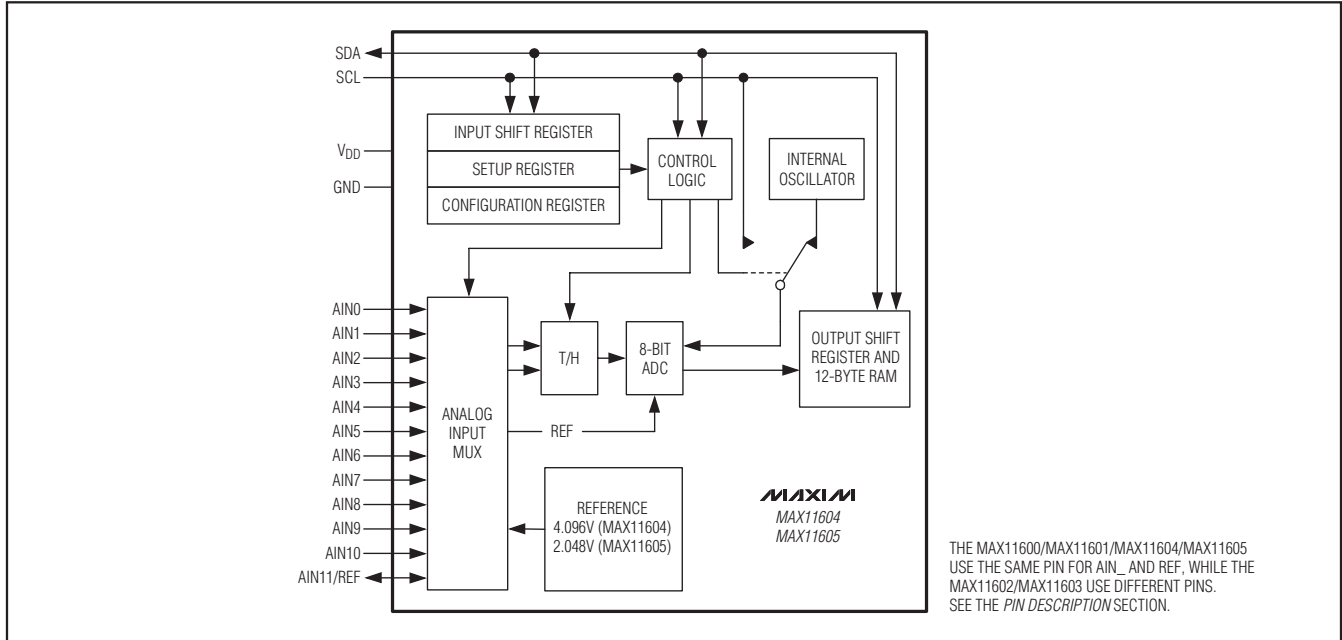 SDA
SCL
V_DD
GND
INPUT SHIFT REGISTER
SETUP REGISTER
CONFIGURATION REGISTER
CONTROL
LOGIC
INTERNAL
OSCILLATOR
AIN0
AIN1
AIN2
AIN3
AIN4
AIN5
AIN6
AIN7
AIN8
AIN9
AIN10
AIN11/REF
ANALOG
INPUT
MUX
T/H
8-BIT
ADC
REF
OUTPUT SHIFT
REGISTER AND
12-BYTE RAM
REFERENCE
4.096V (MAX11604)
2.048V (MAX11605)
MAXIM
MAX11604
MAX11605
THE MAX11600/MAX11601/MAX11604/MAX11605
USE THE SAME PIN FOR AIN_ AND REF, WHILE THE
MAX11602/MAX11603 USE DIFFERENT PINS.
SEE THE PIN DESCRIPTION SECTION.